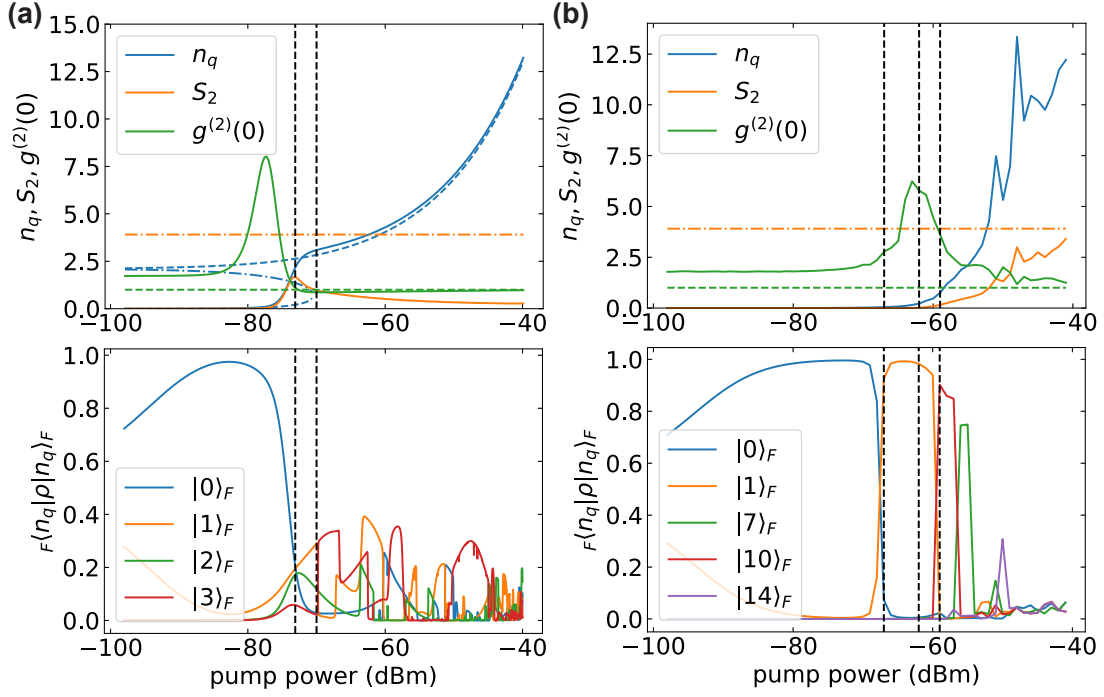 (a)
15.0
12.5
10.0
7.5
5.0
2.5
0.0
n_q, S_2, g^{(2)}(0)
n_q
S_2
g^{(2)}(0)
−100
−80
−60
−40
(b)
12.5
10.0
7.5
5.0
2.5
0.0
n_q, S_2, g^{(2)}(0)
n_q
S_2
g^{(2)}(0)
−100
−80
−60
−40
1.0
0.8
0.6
0.4
0.2
0.0
_F⟨n_q|ρ|n_q⟩_F
|0⟩_F
|1⟩_F
|2⟩_F
|3⟩_F
−100
−80
−60
−40
pump power (dBm)
1.0
0.8
0.6
0.4
0.2
0.0
_F⟨n_q|ρ|n_q⟩_F
|0⟩_F
|1⟩_F
|7⟩_F
|10⟩_F
|14⟩_F
−100
−80
−60
−40
pump power (dBm)